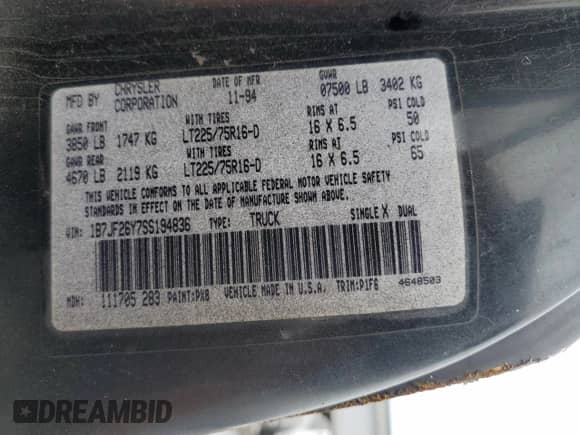 MFD BY CHRYSLER CORPORATION DATE OF MFR 11-94 GVWR 07500 LB 3402 KG
GAWR FRONT WITH TIRES RIMS AT PSI COLD
3850 LB 1747 KG LT225/75R16-D 16 X 6.5 50
GAWR REAR WITH TIRES RIMS AT PSI COLD
4670 LB 2119 KG LT225/75R16-D 16 X 6.5 65
THIS VEHICLE CONFORMS TO ALL APPLICABLE FEDERAL MOTOR VEHICLE SAFETY
STANDARDS IN EFFECT ON THE DATE OF MANUFACTURE SHOWN ABOVE
VIN: 1B7JF26Y7SS194836 TYPE: TRUCK SINGLE X DUAL
MDH: 111705 283 PAINT:PX8 VEHICLE MADE IN U.S.A. TRIM:P1F6 4648503
DREAMBID